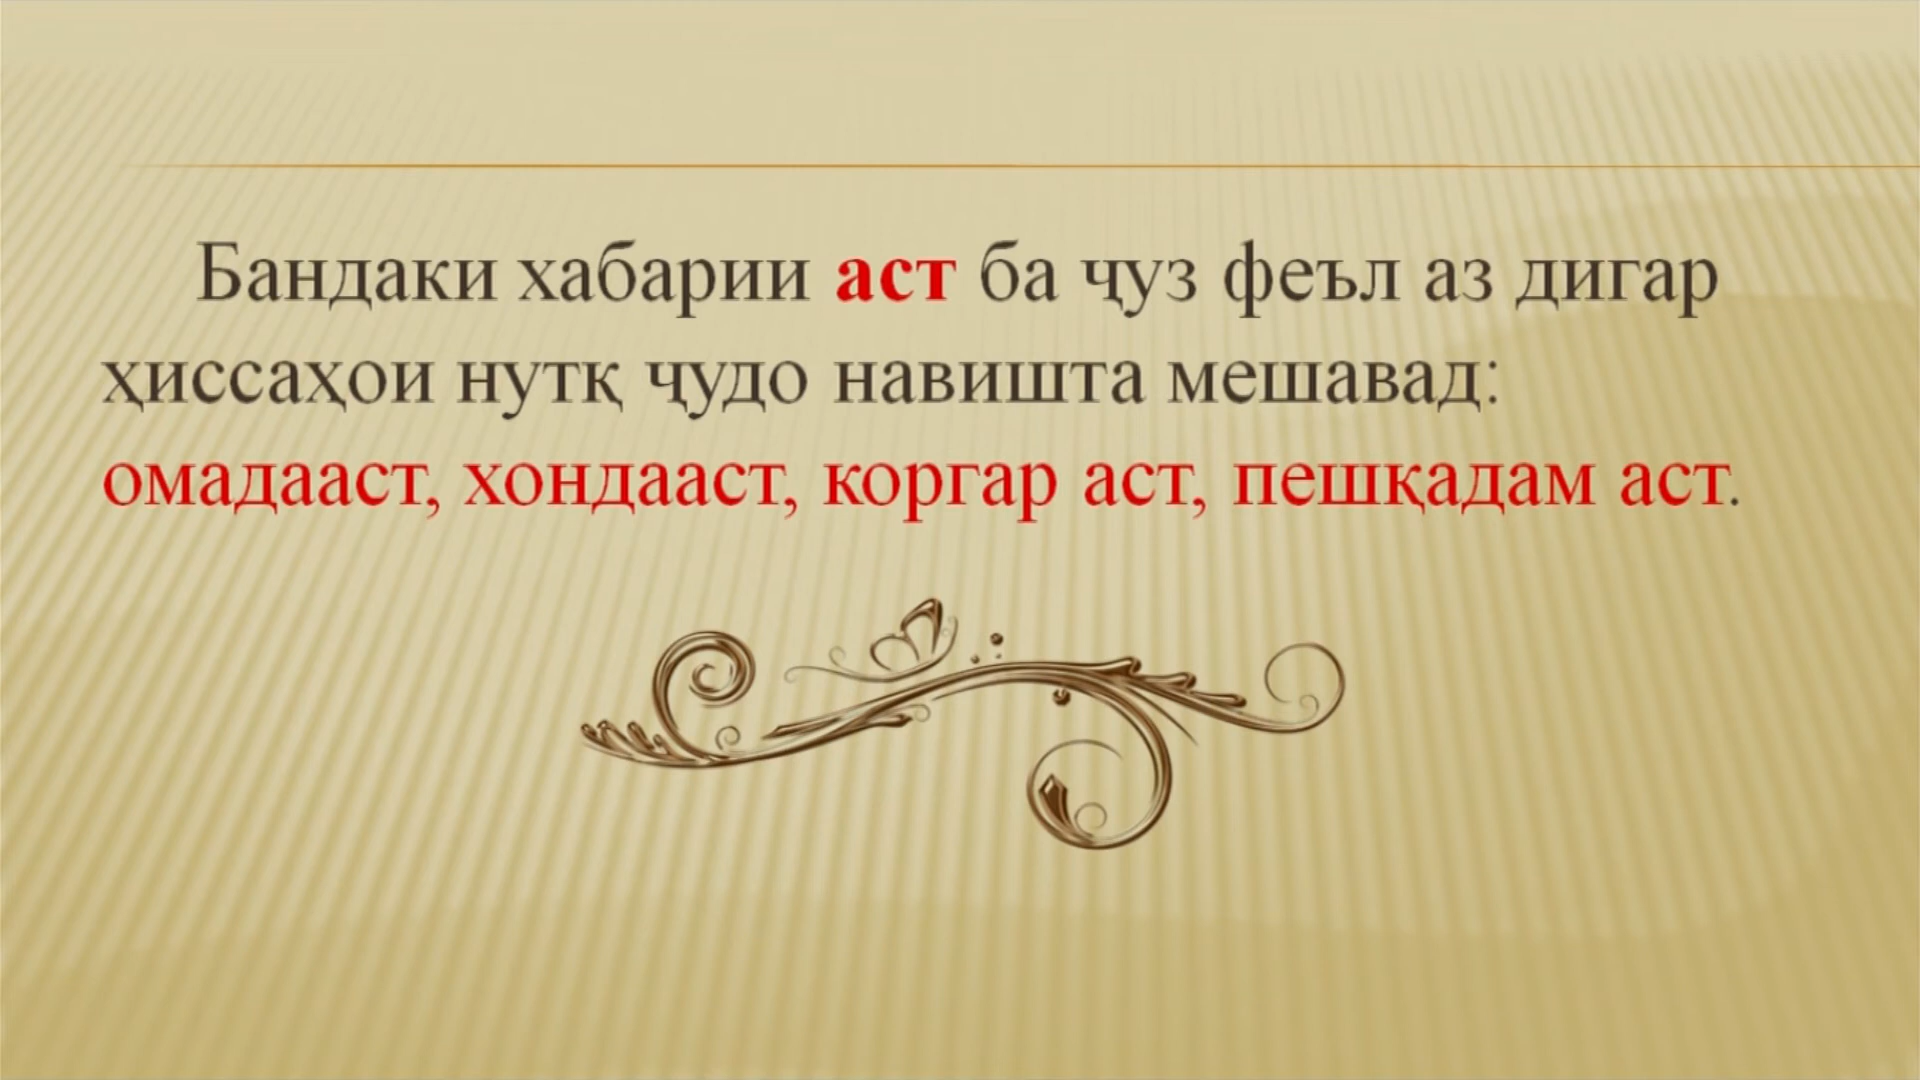 Бандаки хабарии аст ба ҷуз феъл аз дигар
ҳиссаҳои нутқ ҷудо навишта мешавад:
омадааст, хондааст, коргар аст, пешқадам аст.